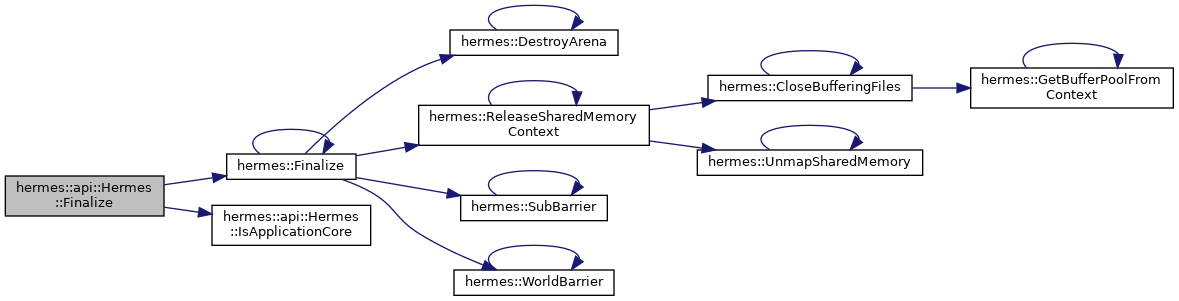 hermes::api::Hermes
::Finalize
hermes::Finalize
hermes::api::Hermes
::IsApplicationCore
hermes::DestroyArena
hermes::ReleaseSharedMemory
Context
hermes::SubBarrier
hermes::WorldBarrier
hermes::CloseBufferingFiles
hermes::UnmapSharedMemory
hermes::GetBufferPoolFrom
Context